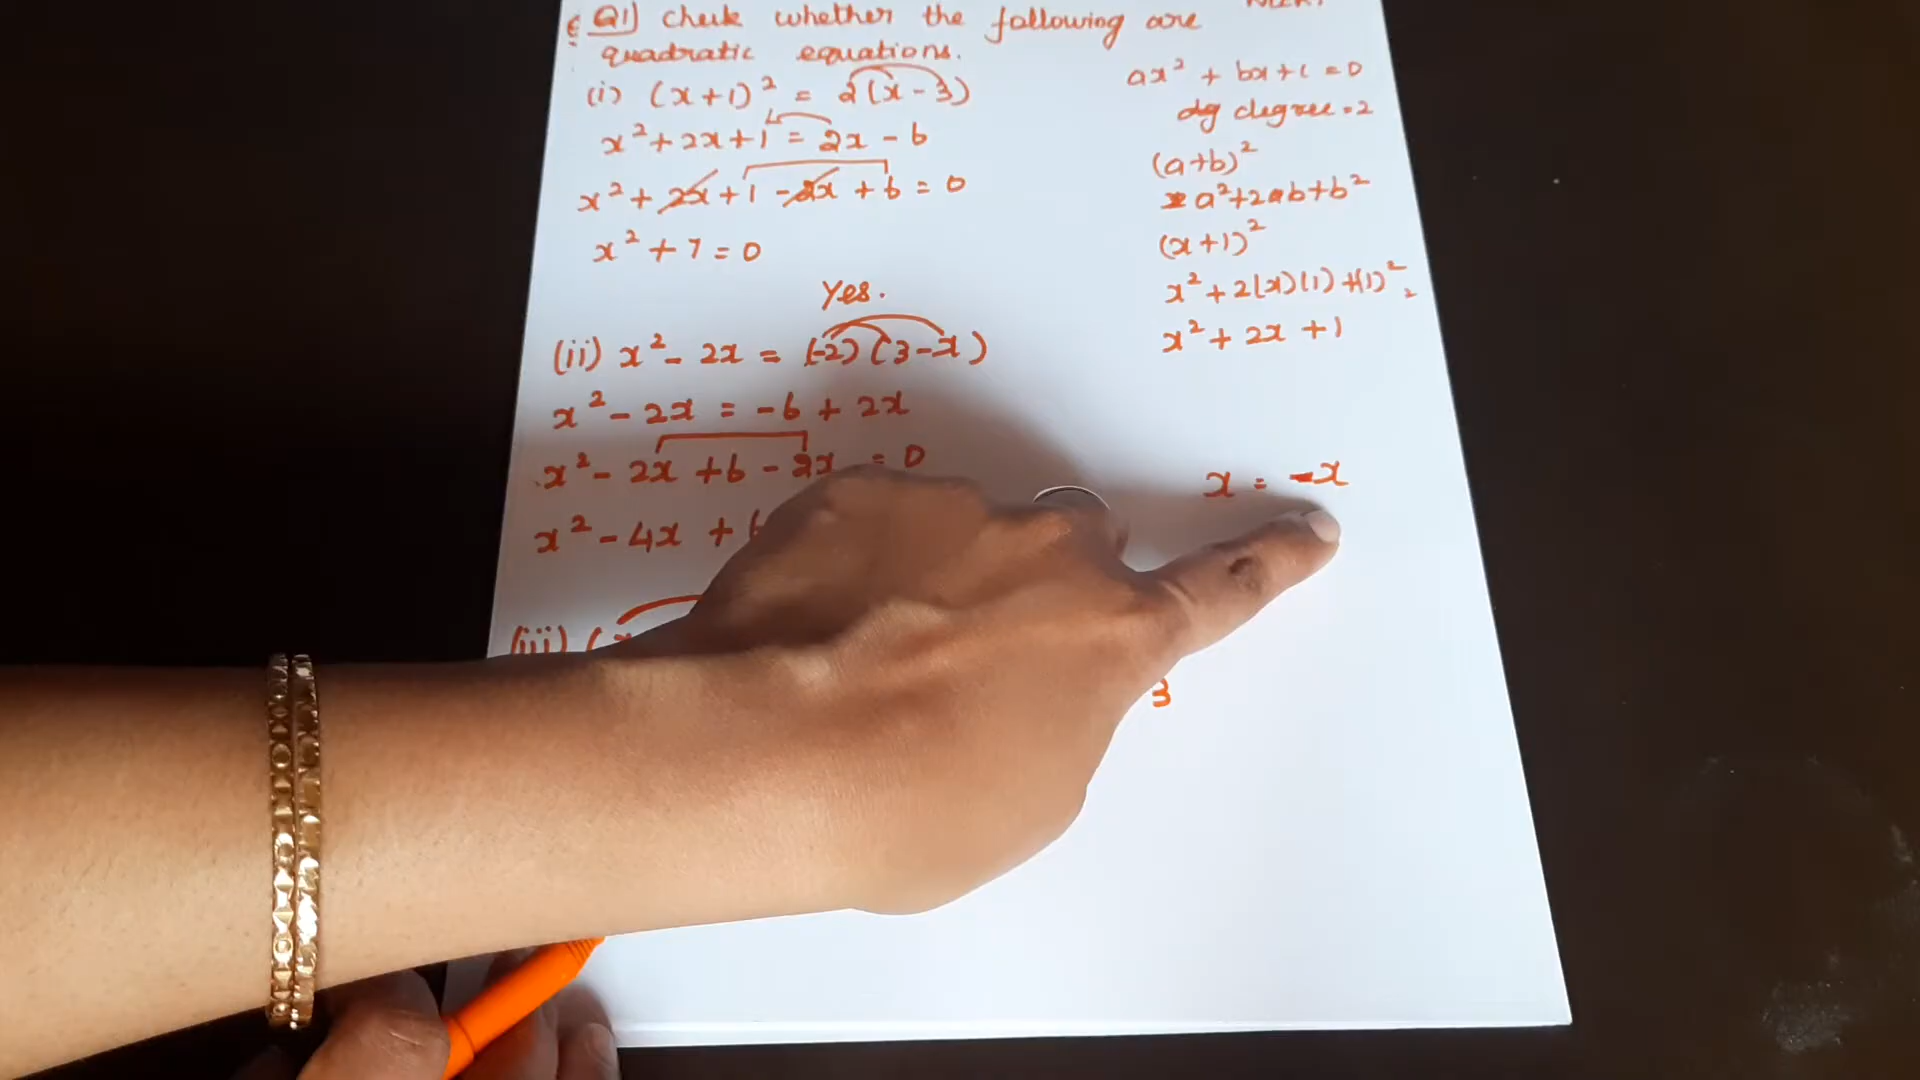 Q1) Check whether the following are
quadratic equations.
(i) (x+1)² = 2(x-3)
x²+2x+1 = 2x - 6
x² + 2x + 1 - 2x + 6 = 0
x² + 7 = 0
Yes.
(ii) x² - 2x = (-2)(3-x)
x² - 2x = -6 + 2x
x² - 2x + 6 - 2x = 0
x² - 4x + 6
(iii) (x
3
ax² + bx + c = 0
dg degree = 2
(a+b)²
a²+2ab+b²
(x+1)²
x² + 2(x)(1) + (1)²
x² + 2x + 1
x = -x